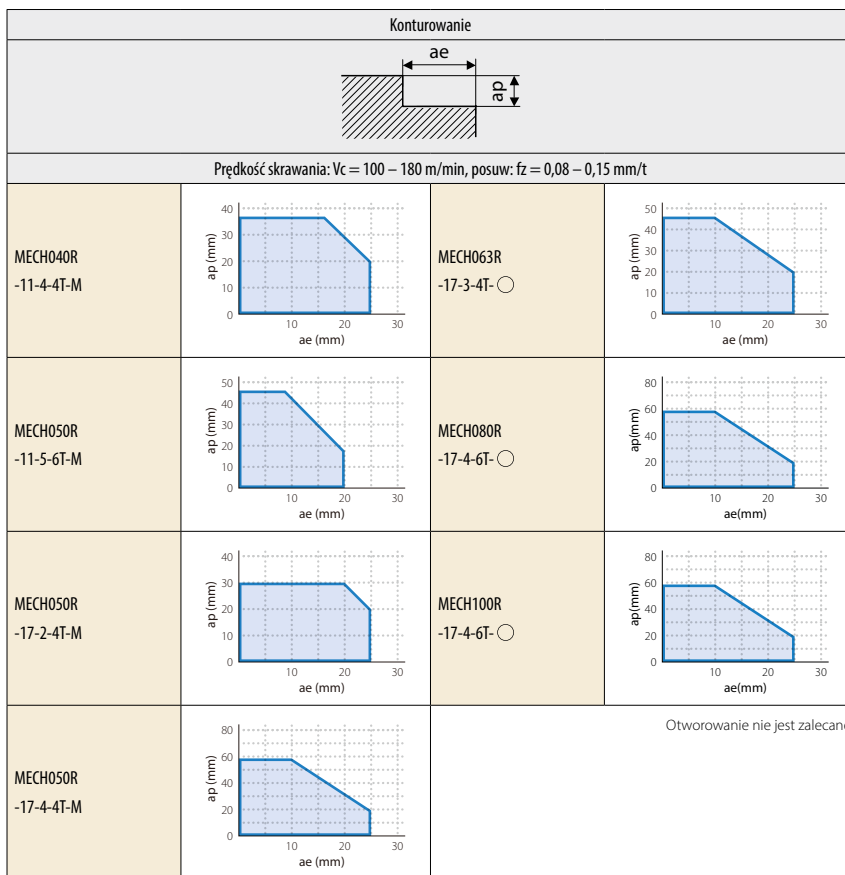 Konturowanie
ae
ap
Prędkość skrawania: Vc = 100 – 180 m/min, posuw: fz = 0,08 – 0,15 mm/t
MECH040R
-11-4-4T-M
40
30
20
10
0
10 20 30
ap (mm)
ae (mm)
MECH063R
-17-3-4T-○
50
40
30
20
10
0
10 20 30
ap (mm)
ae (mm)
MECH050R
-11-5-6T-M
50
40
30
20
10
0
10 20 30
ap (mm)
ae (mm)
MECH080R
-17-4-6T-○
80
60
40
20
0
10 20 30
ap(mm)
ae(mm)
MECH050R
-17-2-4T-M
40
30
20
10
0
10 20 30
ap (mm)
ae (mm)
MECH100R
-17-4-6T-○
80
60
40
20
0
10 20 30
ap(mm)
ae(mm)
MECH050R
-17-4-4T-M
80
60
40
20
0
10 20 30
ap (mm)
ae (mm)
Otworowanie nie jest zalecane